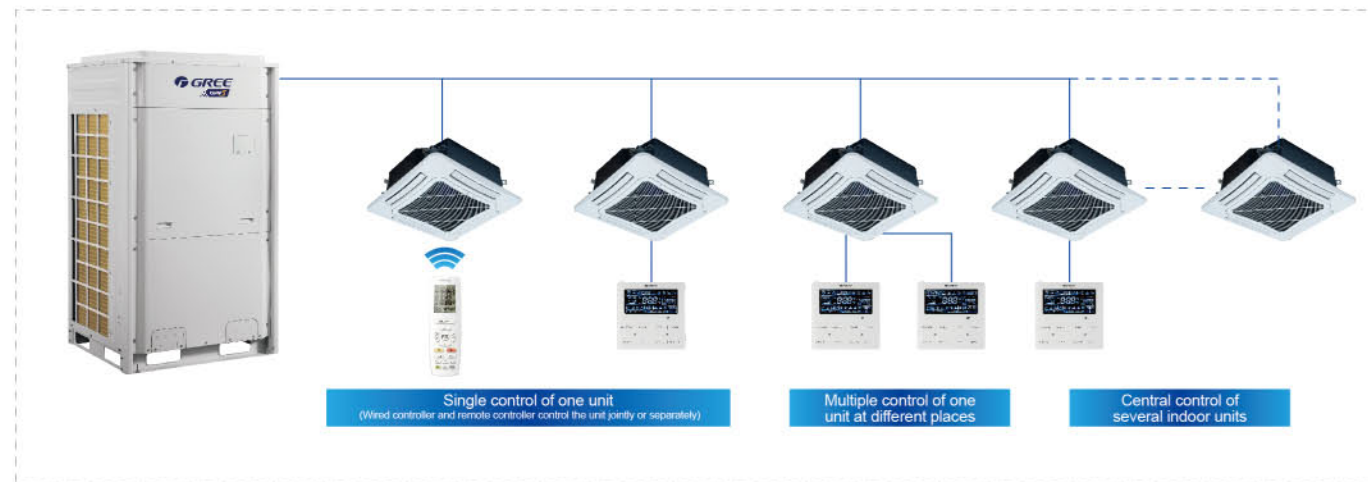 GREE
GMV5
Single control of one unit
(Wired controller and remote controller control the unit jointly or separately)
Multiple control of one
unit at different places
Central control of
several indoor units